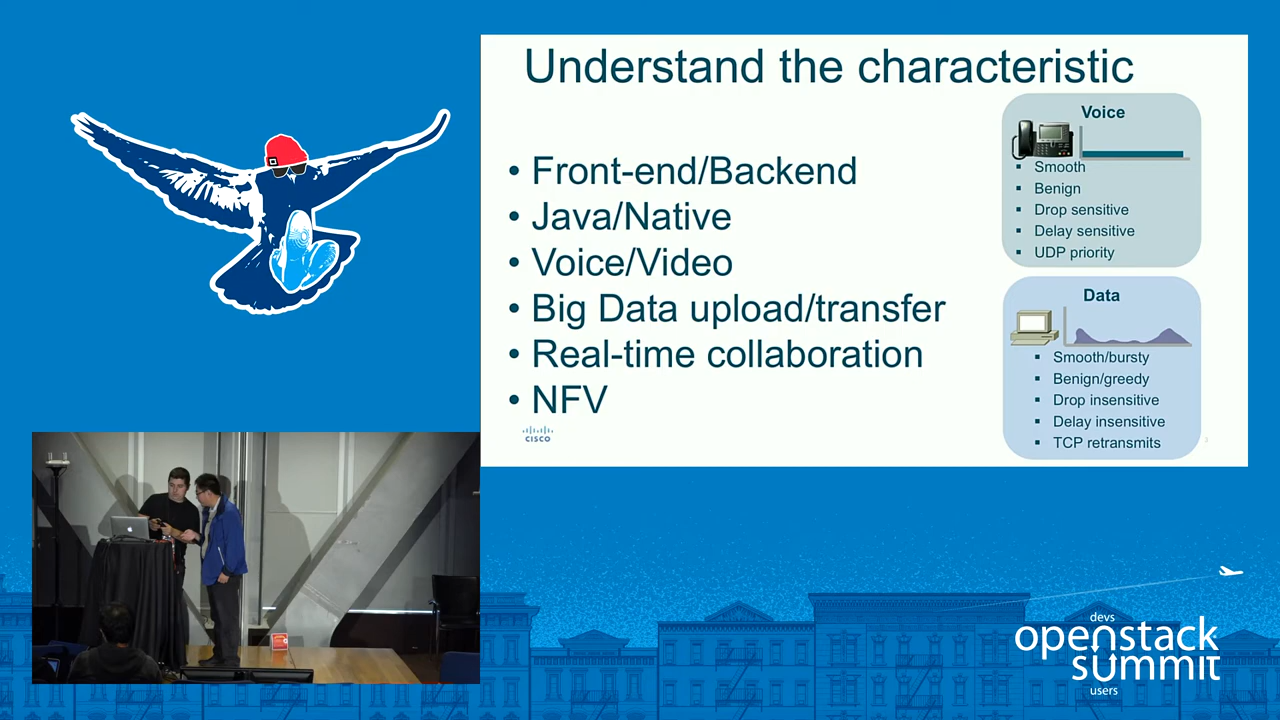 Understand the characteristic
• Front-end/Backend
• Java/Native
• Voice/Video
• Big Data upload/transfer
• Real-time collaboration
• NFV
CISCO
Voice
▪ Smooth
▪ Benign
▪ Drop sensitive
▪ Delay sensitive
▪ UDP priority
Data
▪ Smooth/bursty
▪ Benign/greedy
▪ Drop insensitive
▪ Delay insensitive
▪ TCP retransmits
devs
openstack
summit
users